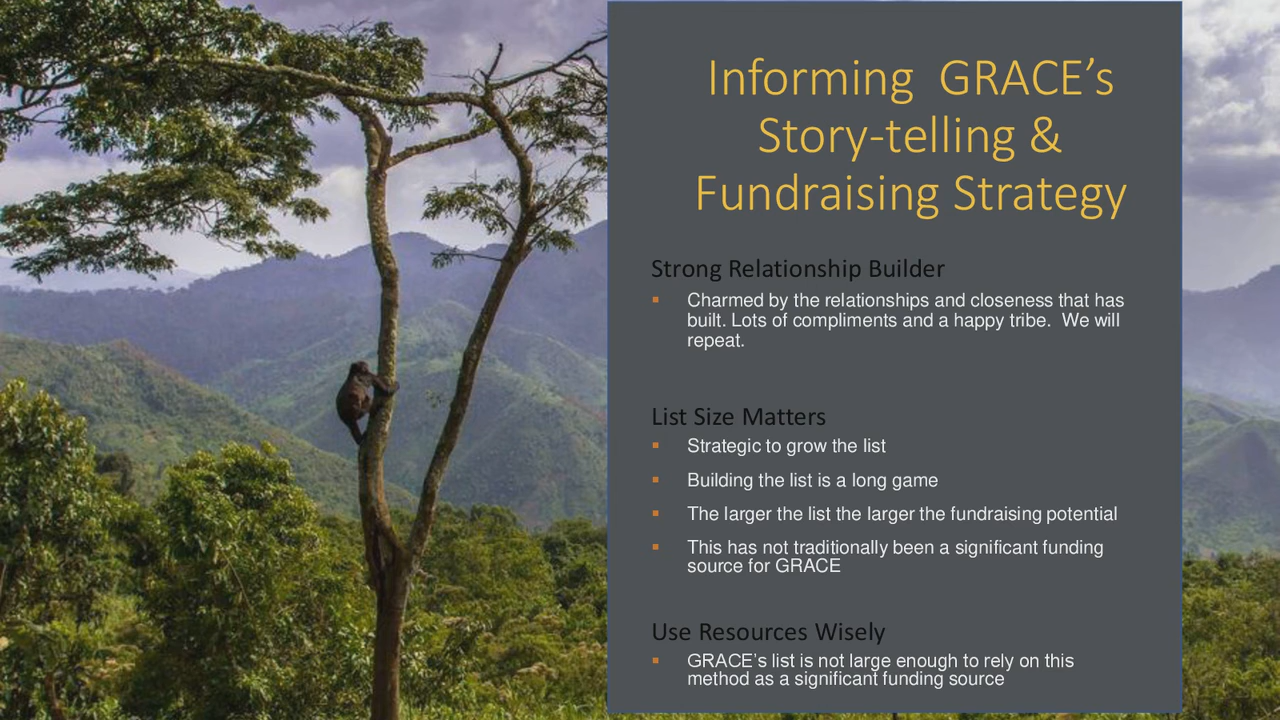 Informing  GRACE’s
Story-telling &
Fundraising Strategy
Strong Relationship Builder
▪ Charmed by the relationships and closeness that has
built. Lots of compliments and a happy tribe.  We will
repeat.
List Size Matters
▪ Strategic to grow the list
▪ Building the list is a long game
▪ The larger the list the larger the fundraising potential
▪ This has not traditionally been a significant funding
source for GRACE
Use Resources Wisely
▪ GRACE’s list is not large enough to rely on this
method as a significant funding source